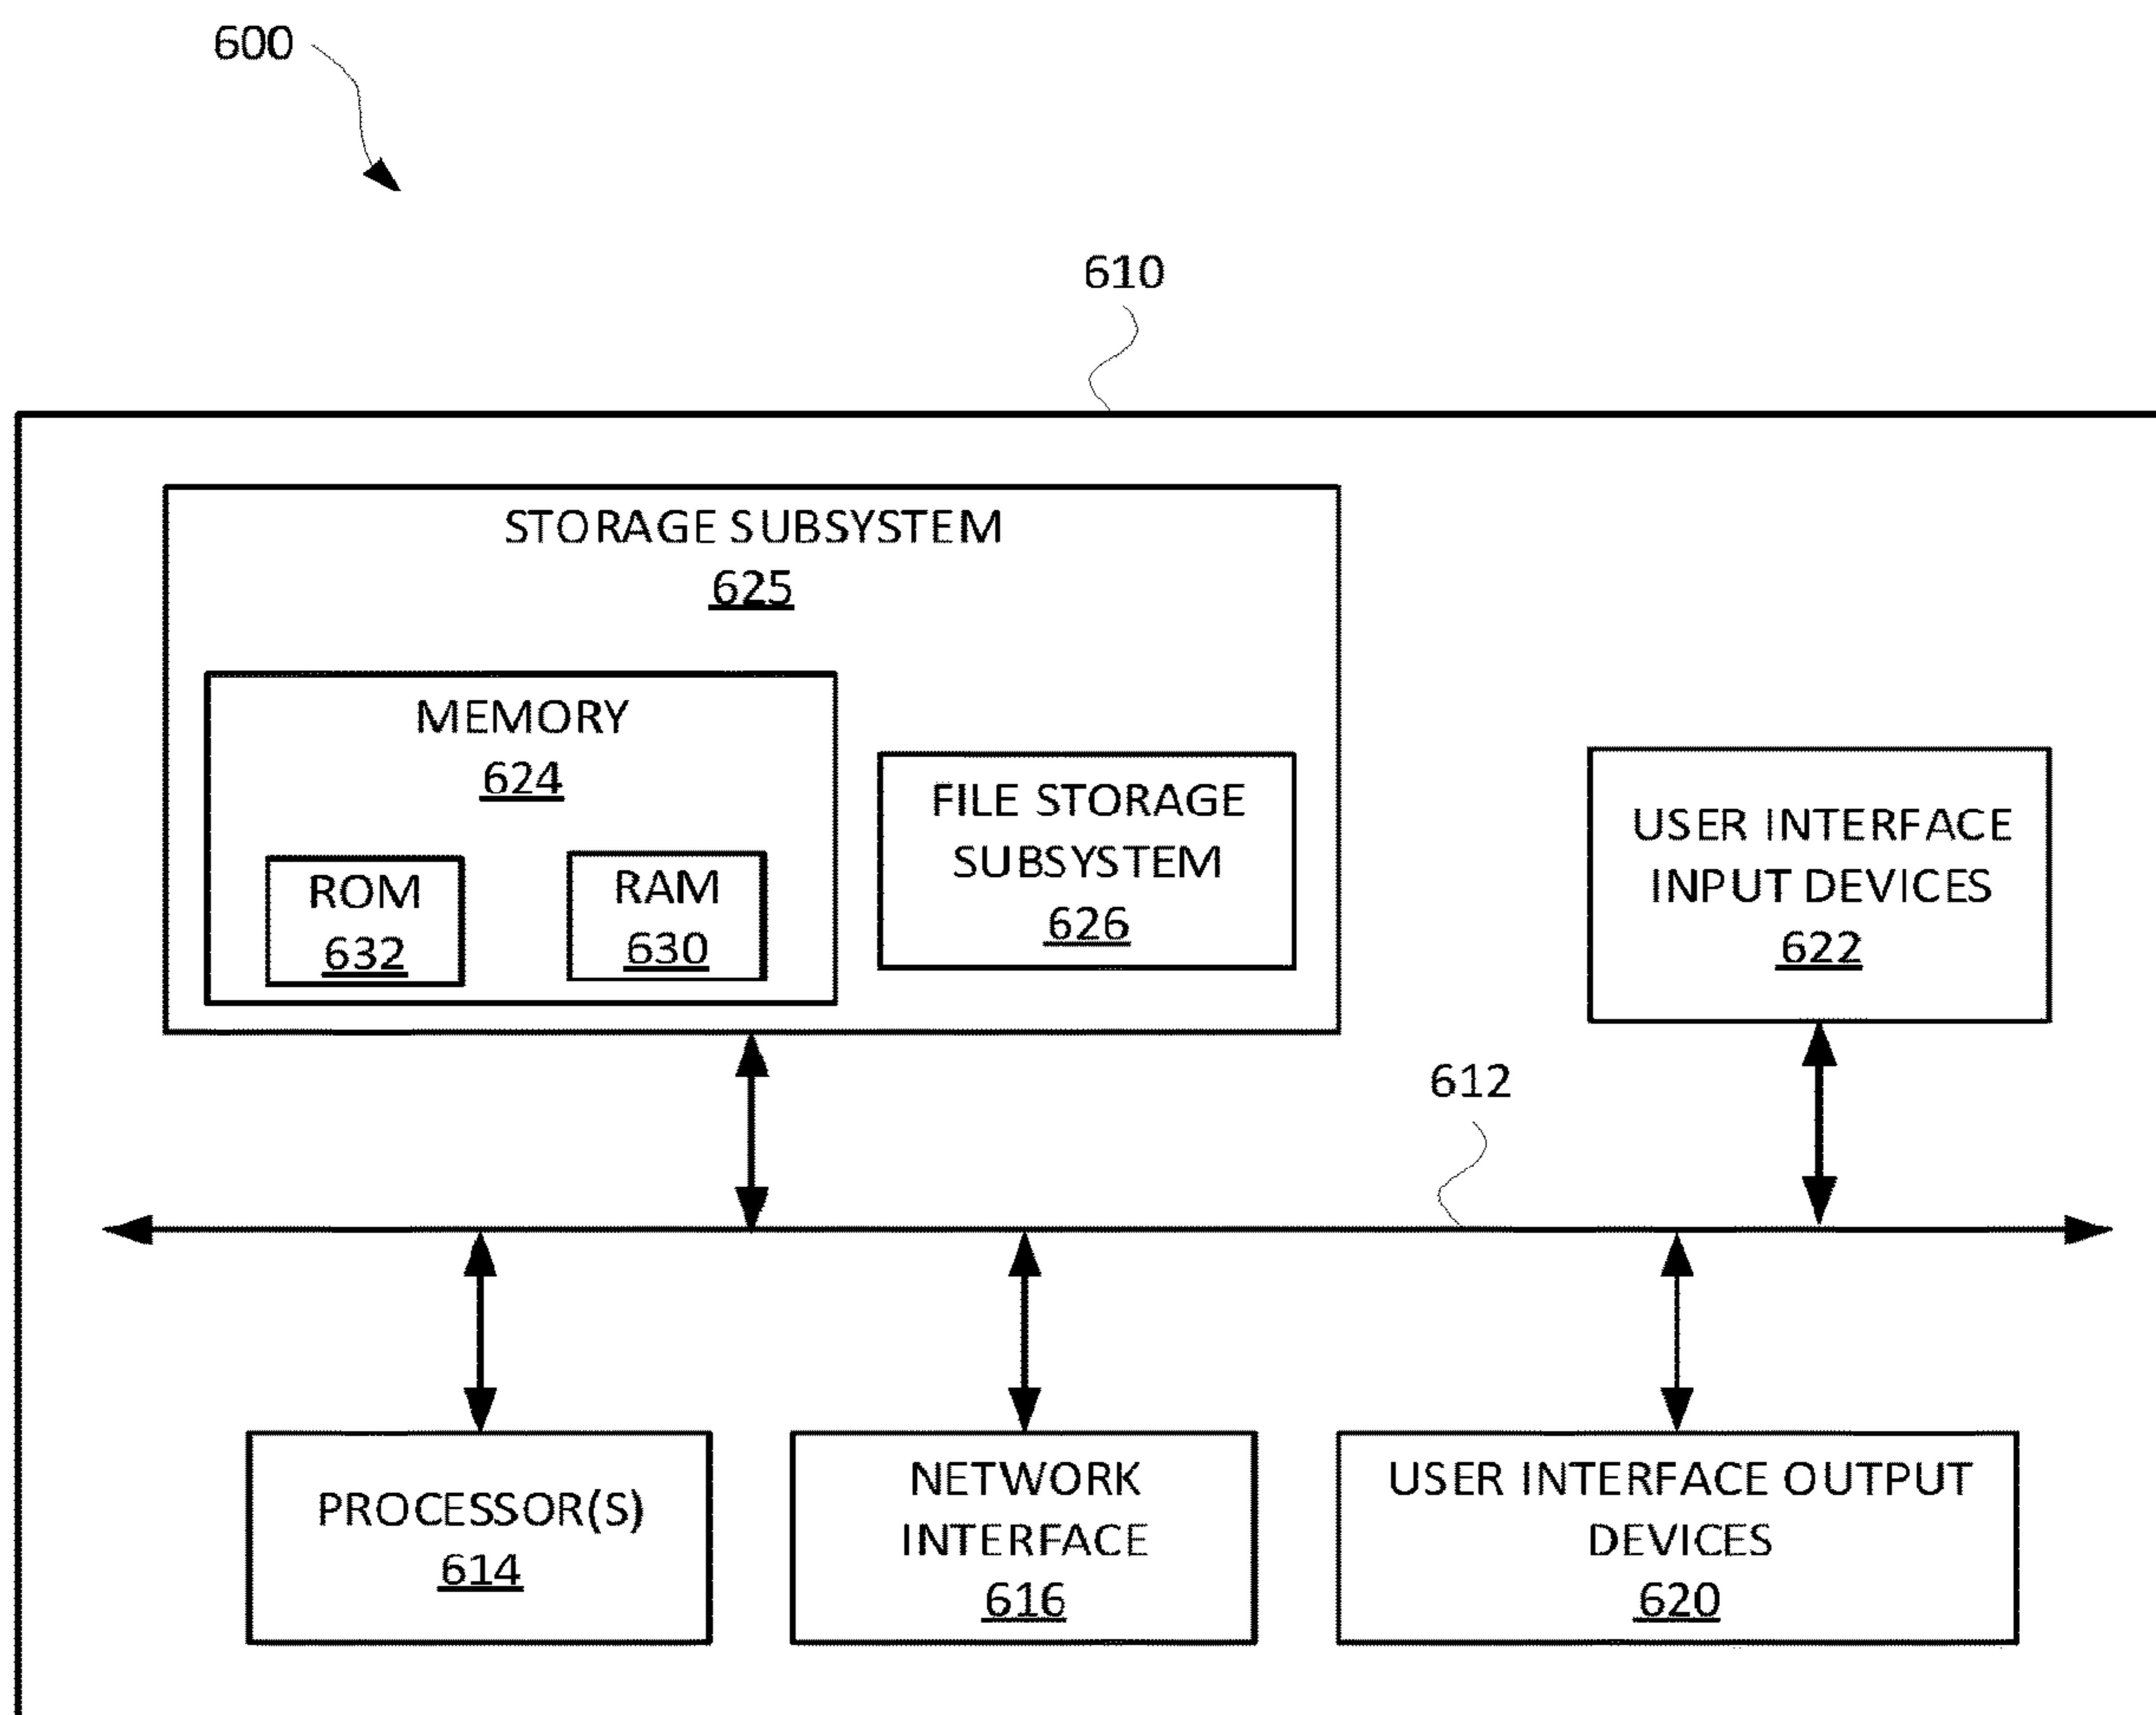 600
610
STORAGE SUBSYSTEM
625
MEMORY
624
ROM
632
RAM
630
FILE STORAGE
SUBSYSTEM
626
USER INTERFACE
INPUT DEVICES
622
612
PROCESSOR(S)
614
NETWORK
INTERFACE
616
USER INTERFACE OUTPUT
DEVICES
620